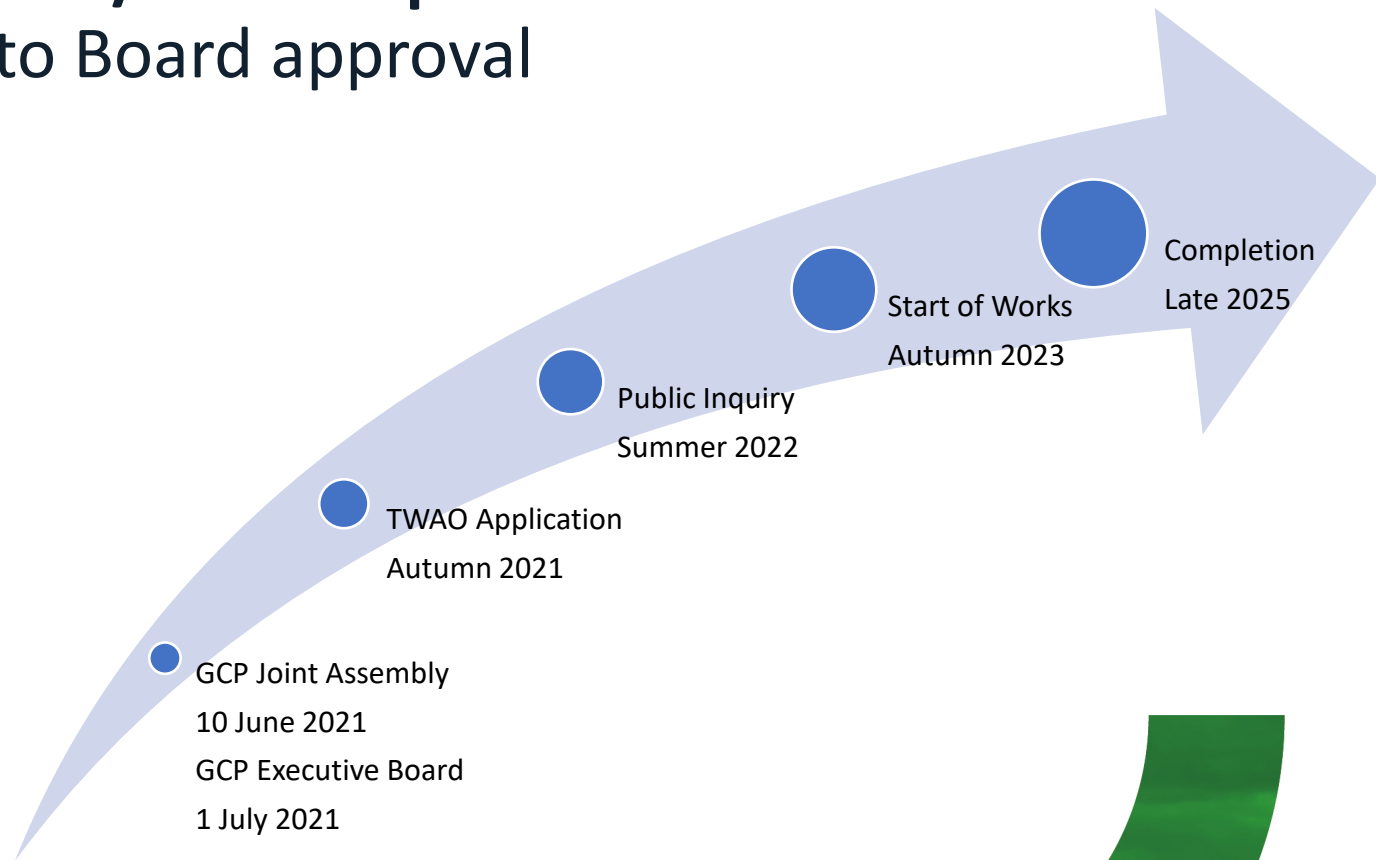 to Board approval
Completion
Late 2025
Start of Works
Autumn 2023
Public Inquiry
Summer 2022
TWAO Application
Autumn 2021
GCP Joint Assembly
10 June 2021
GCP Executive Board
1 July 2021